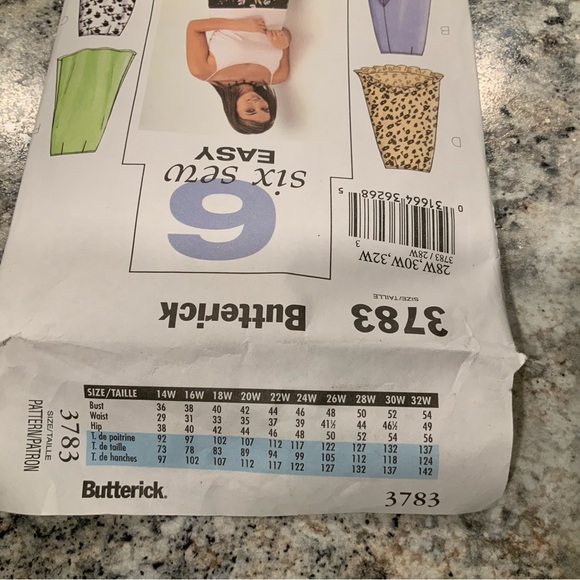 Butterick
3783
SIZE/TAILLE
3783 / 28W
28W,30W,32W
3
0 31664 36268 5
6
six sew
EASY
B
D
SIZE/TAILLE 14W 16W 18W 20W 22W 24W 26W 28W 30W 32W
Bust 36 38 40 42 44 46 48 50 52 54
Waist 29 31 33 35 37 39 41½ 44 46½ 49
Hip 38 40 42 44 46 48 50 52 54 56
T. de poitrine 92 97 102 107 112 117 122 127 132 137
T. de taille 73 78 83 89 94 99 105 112 118 124
T. de hanches 97 102 107 112 117 122 127 132 137 142
3783
SIZE/TAILLE
PATTERN/PATRON
Butterick.
3783